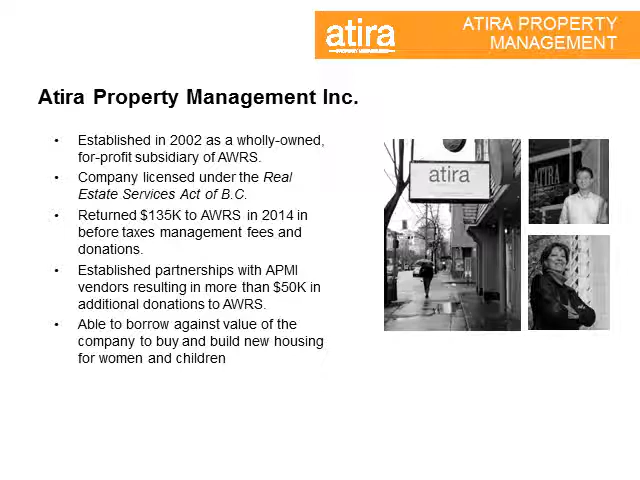 atira
PROPERTY MANAGEMENT
ATIRA PROPERTY
MANAGEMENT
Atira Property Management Inc.
• Established in 2002 as a wholly-owned,
for-profit subsidiary of AWRS.
• Company licensed under the Real
Estate Services Act of B.C.
• Returned $135K to AWRS in 2014 in
before taxes management fees and
donations.
• Established partnerships with APMI
vendors resulting in more than $50K in
additional donations to AWRS.
• Able to borrow against value of the
company to buy and build new housing
for women and children
atira
ATIRA